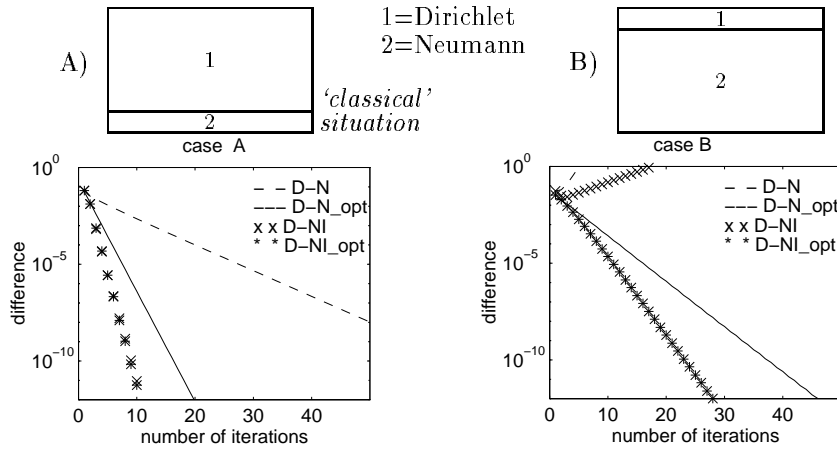 A)
1
2
case A
1=Dirichlet
2=Neumann
'classical'
situation
B)
1
2
case B
10^0
10^−5
10^−10
difference
0 10 20 30 40
number of iterations
D−N
D−N_opt
x x D−NI
* * D−NI_opt
10^0
10^−5
10^−10
difference
0 10 20 30 40
number of iterations
D−N
D−N_opt
x x D−NI
* * D−NI_opt